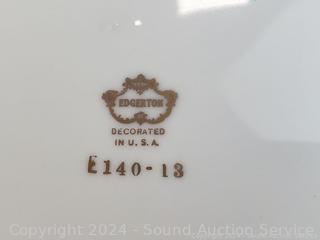 EDGERTON
DECORATED
IN U. S. A.
E140-13
Copyright 2024 - Sound Auction Service